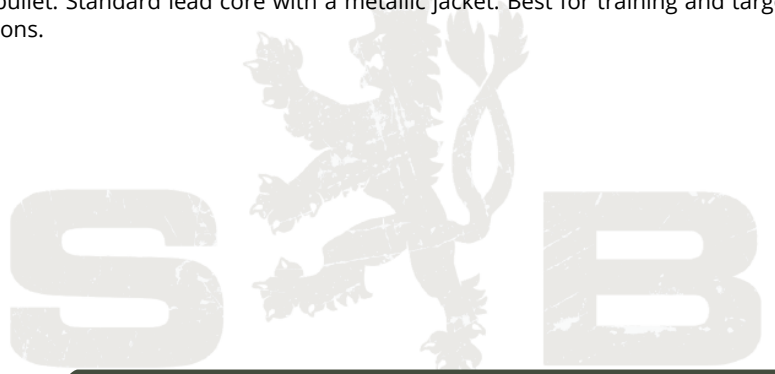 bullet. Standard lead core with a metallic jacket. Best for training and targ
ons.
S B